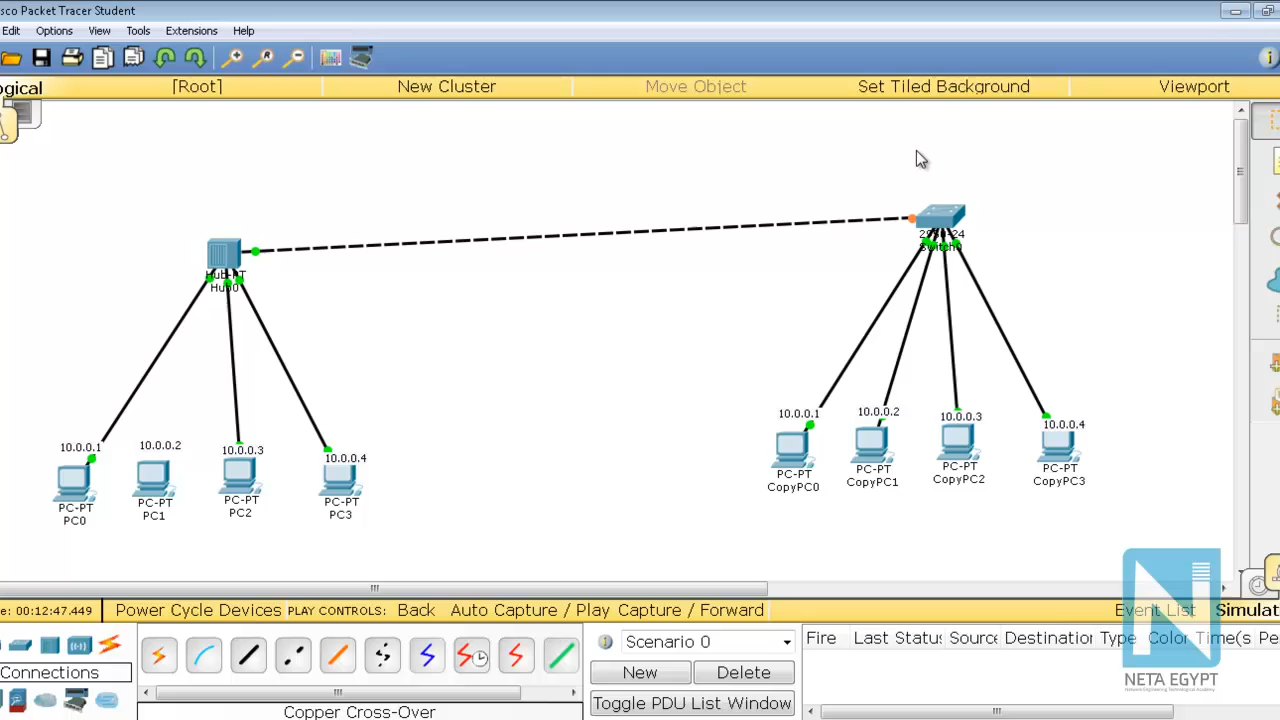 sco Packet Tracer Student
Edit Options View Tools Extensions Help
ogical [Root] New Cluster Move Object Set Tiled Background Viewport
Hub-PT
Hub0
Switch0
10.0.0.1
10.0.0.2
10.0.0.3
10.0.0.4
PC-PT
PC0
PC-PT
PC1
PC-PT
PC2
PC-PT
PC3
10.0.0.1
10.0.0.2
10.0.0.3
10.0.0.4
PC-PT
CopyPC0
PC-PT
CopyPC1
PC-PT
CopyPC2
PC-PT
CopyPC3
e: 00:12:47.449 Power Cycle Devices PLAY CONTROLS: Back Auto Capture / Play Capture / Forward Event List Simulat
Connections
Copper Cross-Over
Scenario 0
New Delete
Toggle PDU List Window
Fire Last Statu Source Destination Type Color Time(s Pe
N
NETA EGYPT
Network Engineering Technological Academy